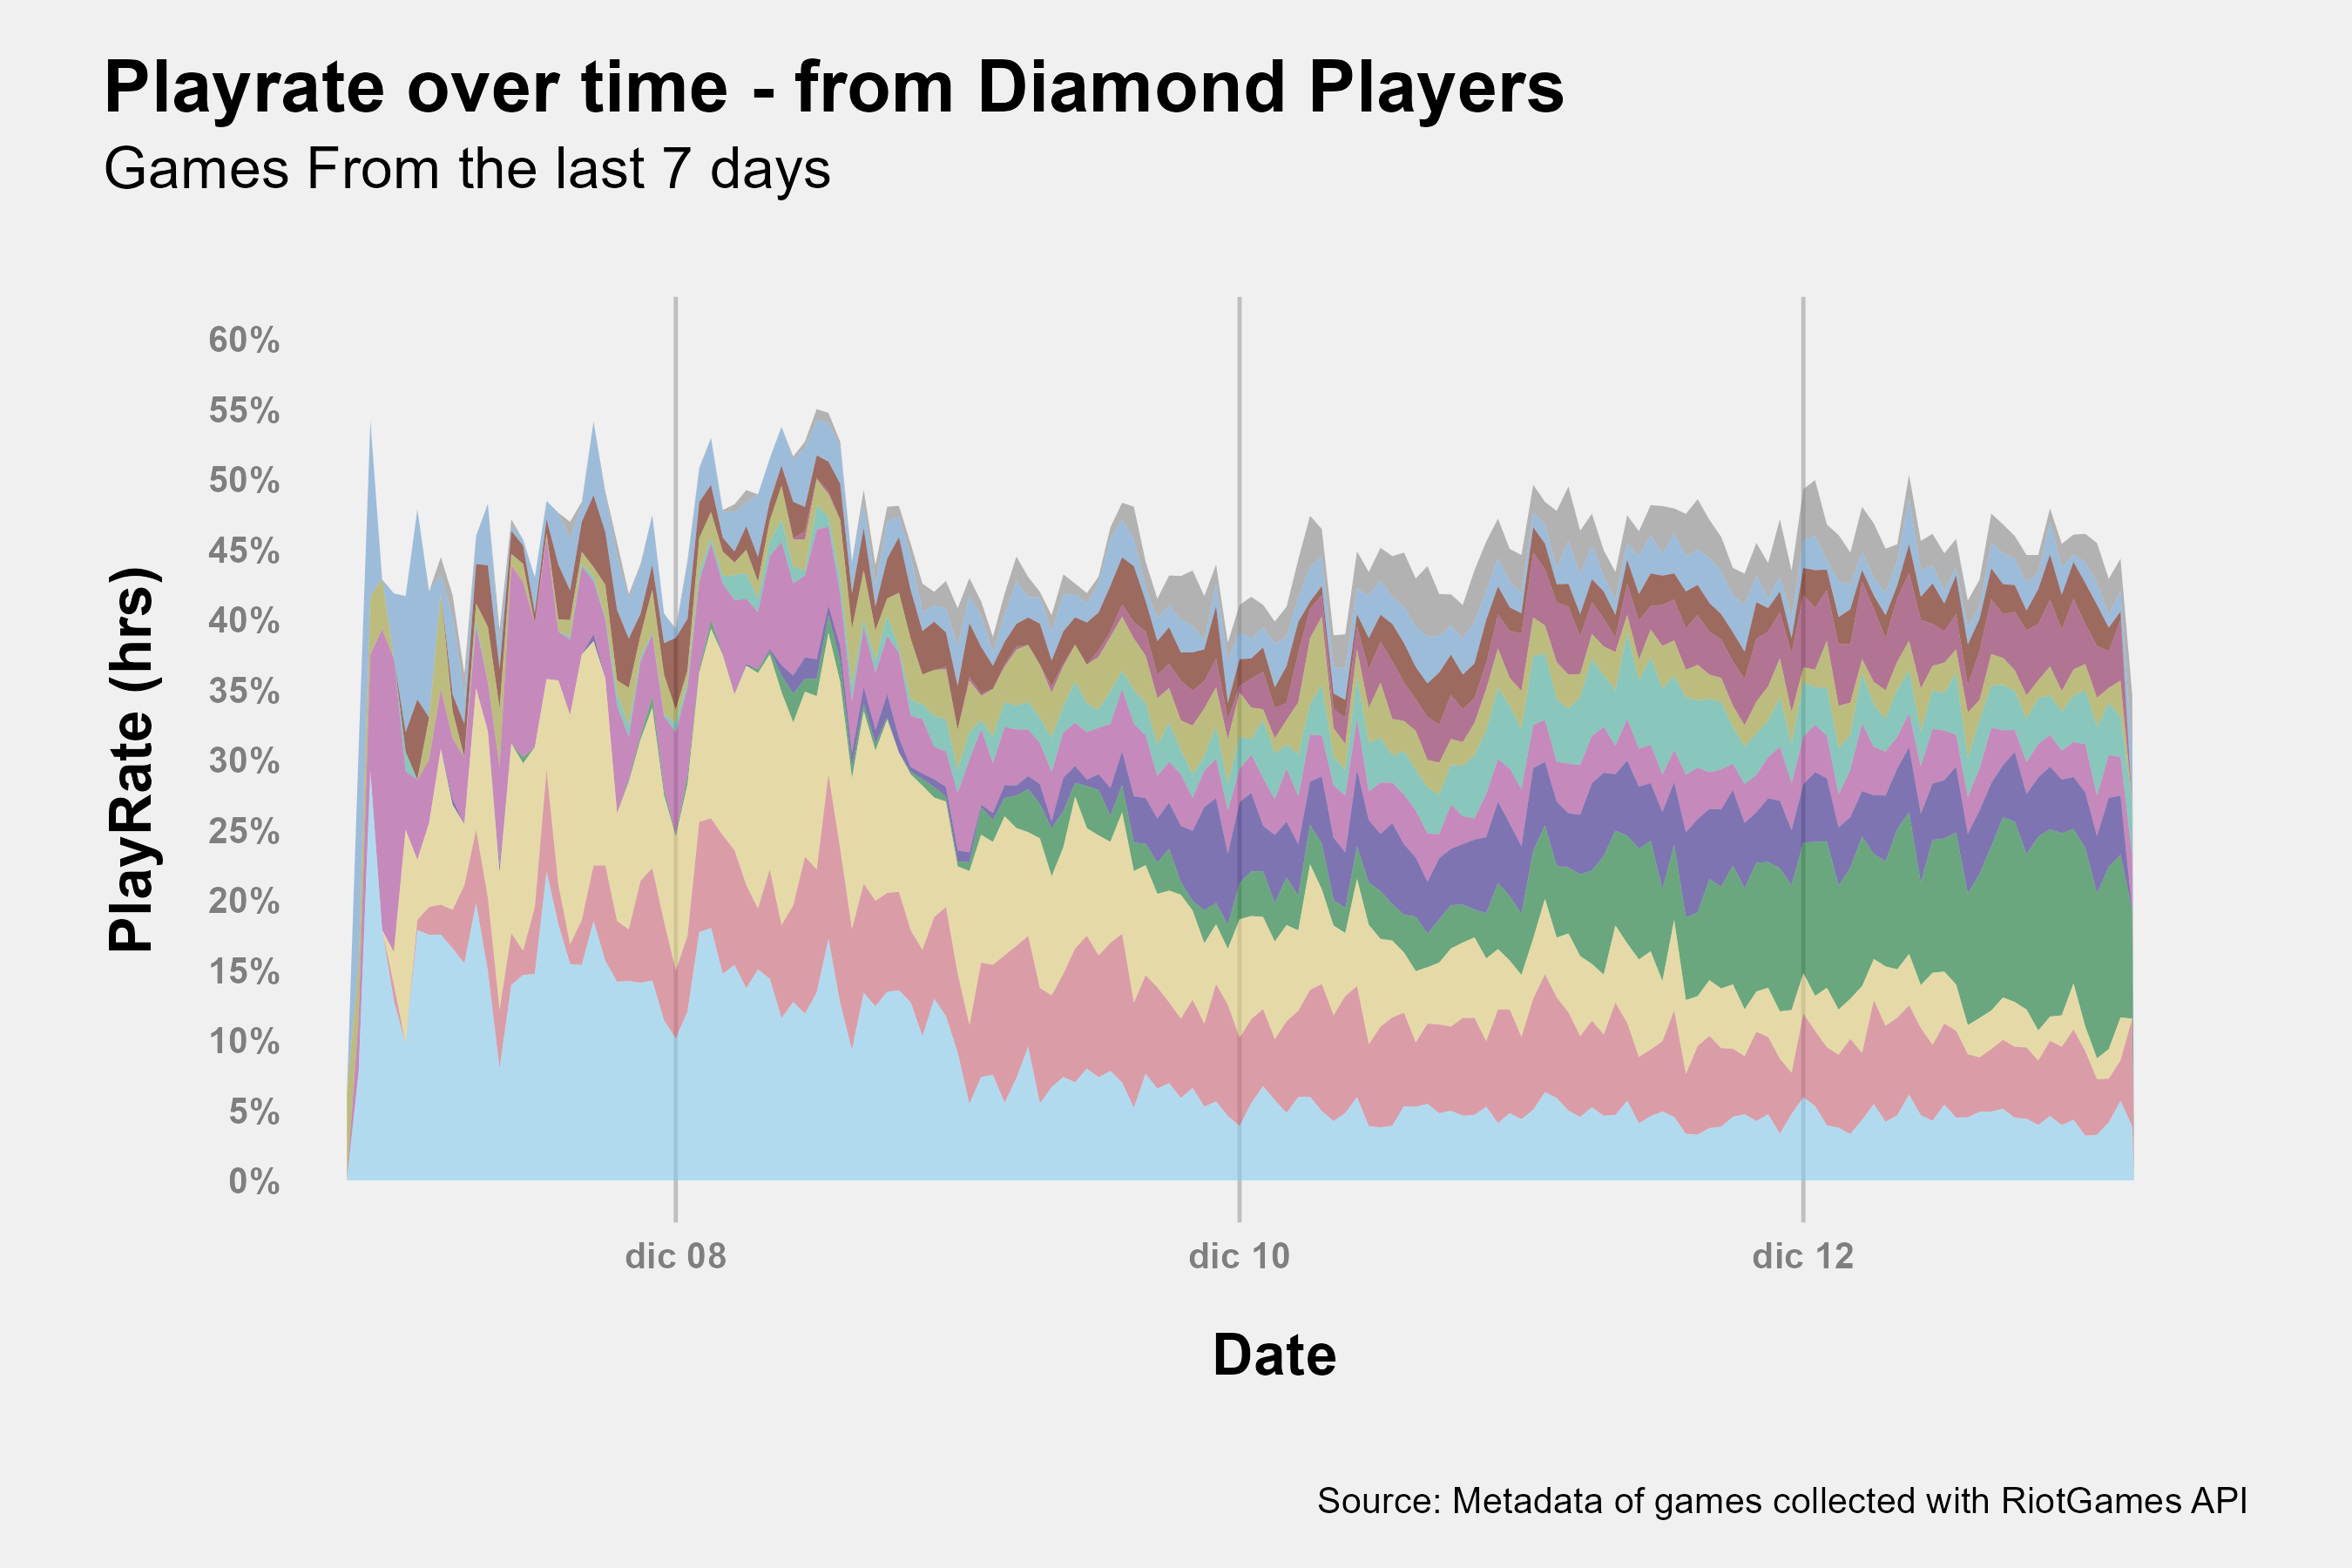 Playrate over time - from Diamond Players
Games From the last 7 days
PlayRate (hrs)
60%
55%
50%
45%
40%
35%
30%
25%
20%
15%
10%
5%
0%
dic 08
dic 10
dic 12
Date
Source: Metadata of games collected with RiotGames API